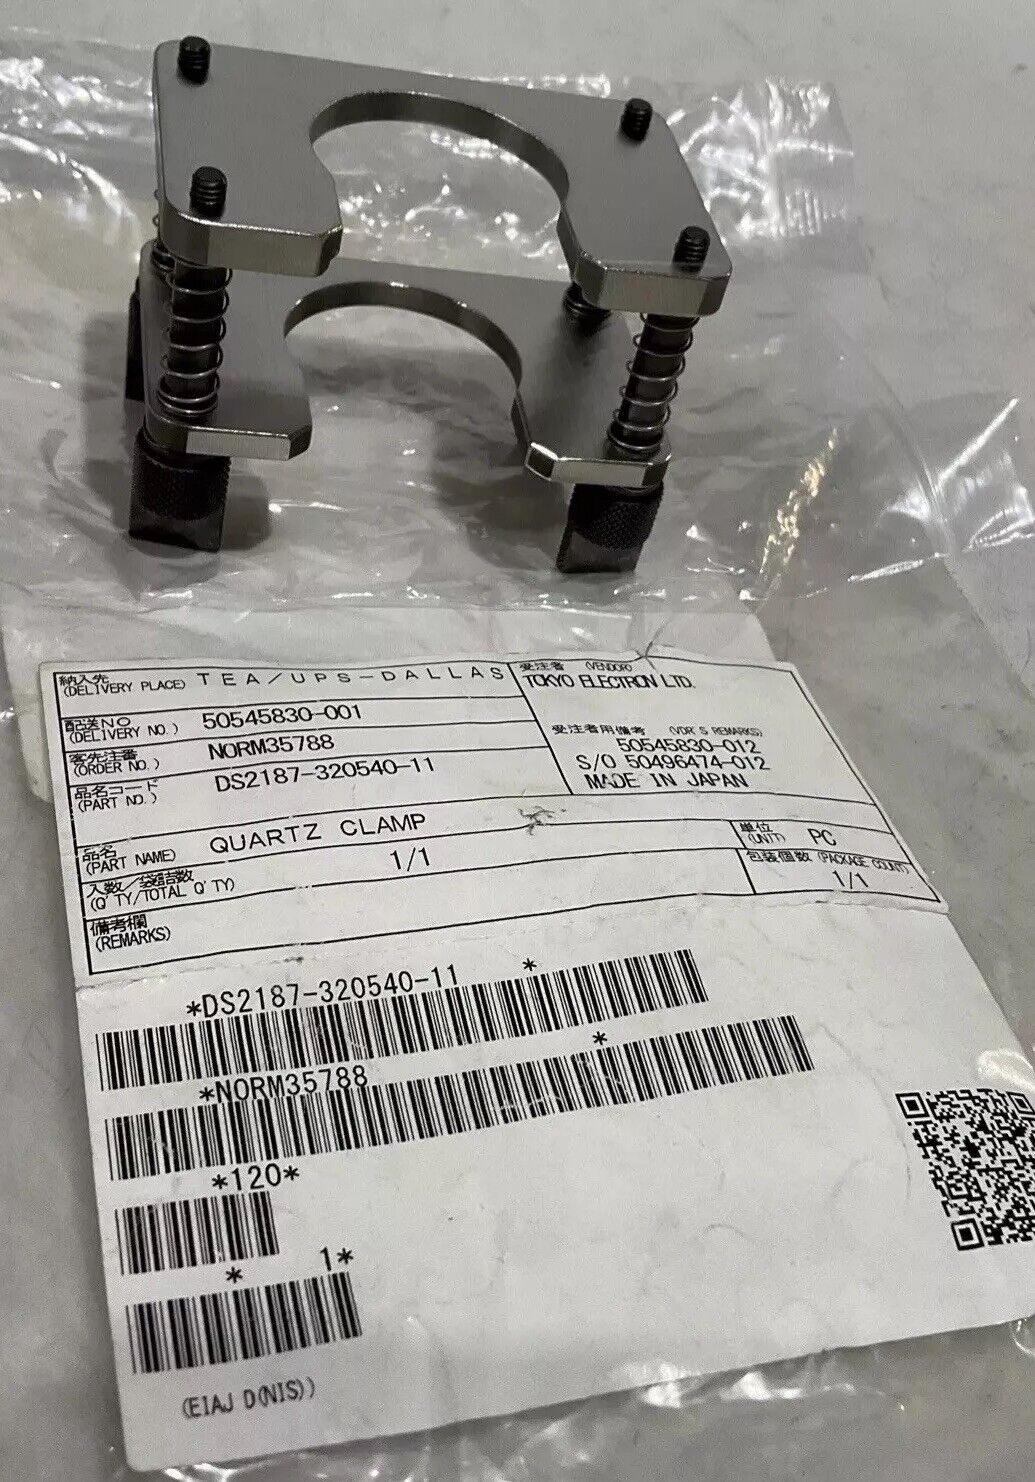 納入先
(DELIVERY PLACE) TEA/UPS-DALLAS
配送NO
(DELIVERY NO.) 50545830-001
客先注番
(ORDER NO.) NORM35788
品名コード
(PART NO.) DS2187-320540-11
受注者 (VENDOR)
TOKYO ELECTRON LTD.
受注者用備考 (VDR'S REMARKS)
50545830-012
S/O 50496474-012
MADE IN JAPAN
品名
(PART NAME) QUARTZ CLAMP
単位
(UNIT) PC
入数/袋詰数
(Q'TY/TOTAL Q'TY) 1/1
包装個数 (PACKAGE COUNT)
1/1
備考欄
(REMARKS)
*DS2187-320540-11 *
*NORM35788 *
*120*
* 1*
(EIAJ D(NIS))